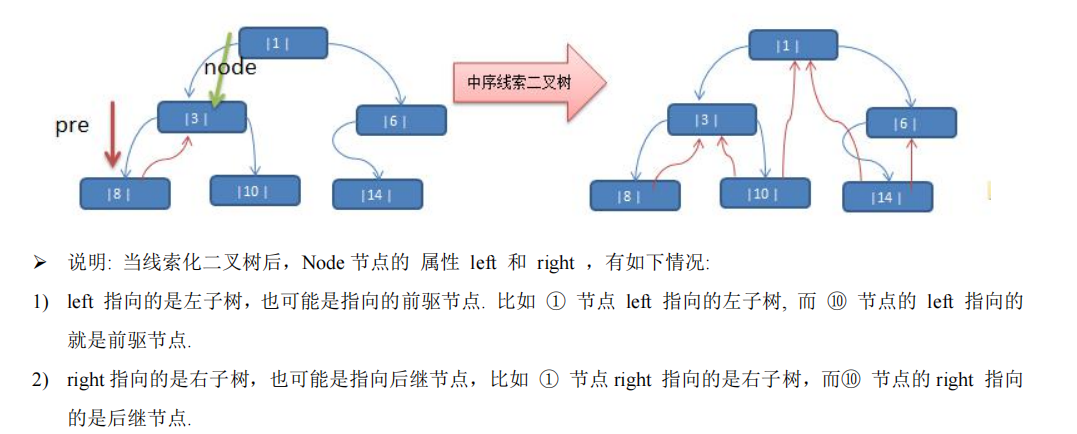 |1|
|1|
node
中序线索二叉树
|3|
|6|
|3|
|6|
pre
|8|
|10|
|14|
|8|
|10|
|14|
➢ 说明: 当线索化二叉树后，Node 节点的 属性 left 和 right ，有如下情况:
1) left 指向的是左子树，也可能是指向的前驱节点. 比如 ① 节点 left 指向的左子树, 而 ⑩ 节点的 left 指向的
就是前驱节点.
2) right 指向的是右子树，也可能是指向后继节点，比如 ① 节点 right 指向的是右子树，而⑩ 节点的 right 指向
的是后继节点.